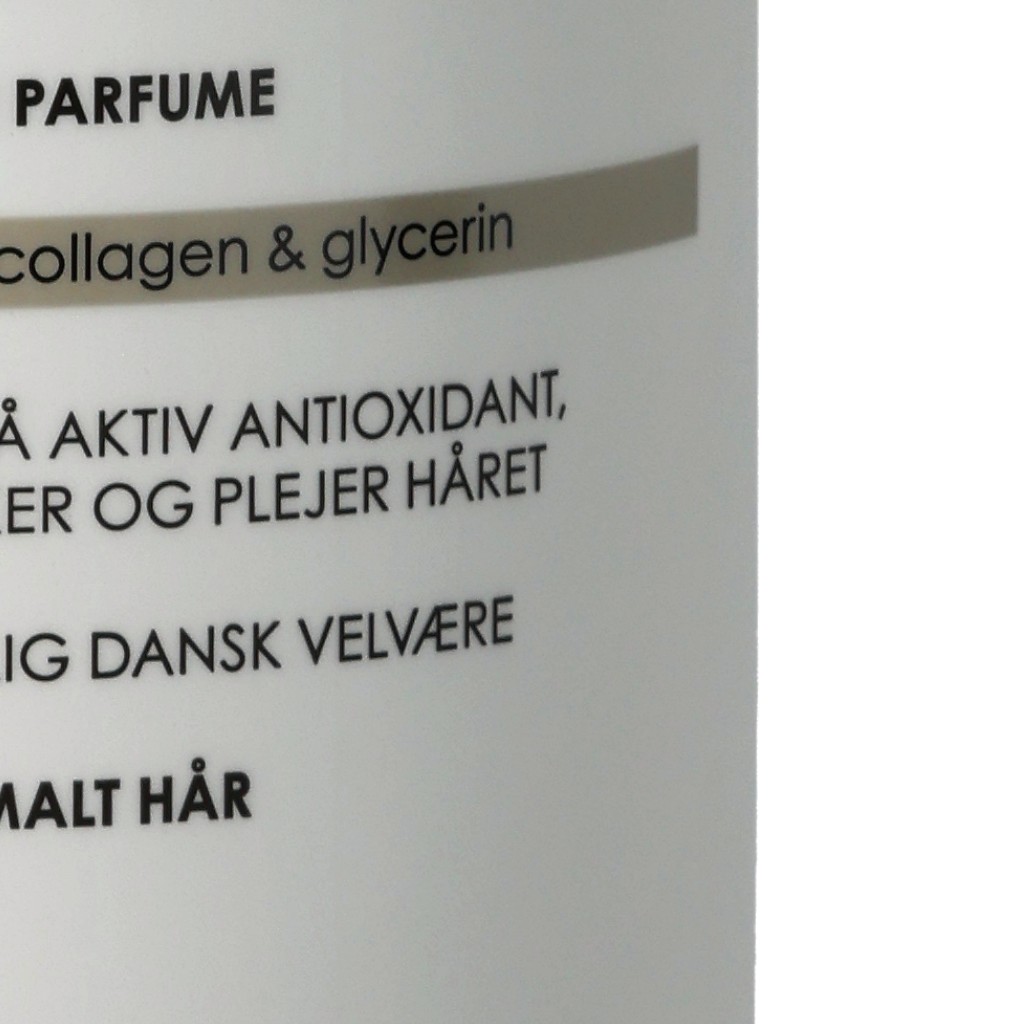 PARFUME
collagen & glycerin
Å AKTIV ANTIOXIDANT,
ER OG PLEJER HÅRET
IG DANSK VELVÆRE
MALT HÅR